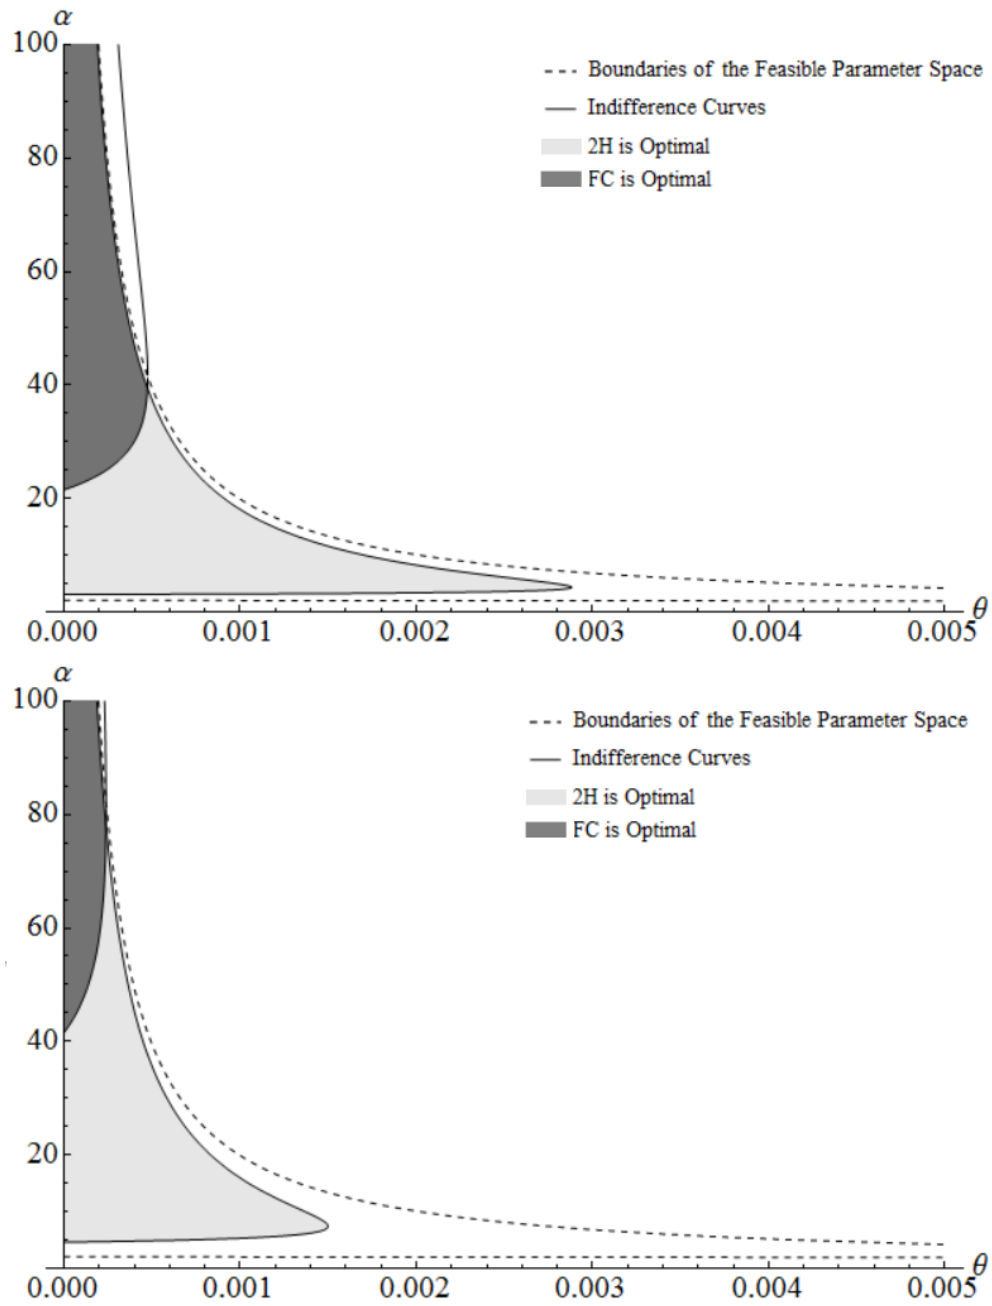 α
100
80
60
40
20
0.000 0.001 0.002 0.003 0.004 0.005 θ
Boundaries of the Feasible Parameter Space
Indifference Curves
2H is Optimal
FC is Optimal
α
100
80
60
40
20
0.000 0.001 0.002 0.003 0.004 0.005 θ
Boundaries of the Feasible Parameter Space
Indifference Curves
2H is Optimal
FC is Optimal